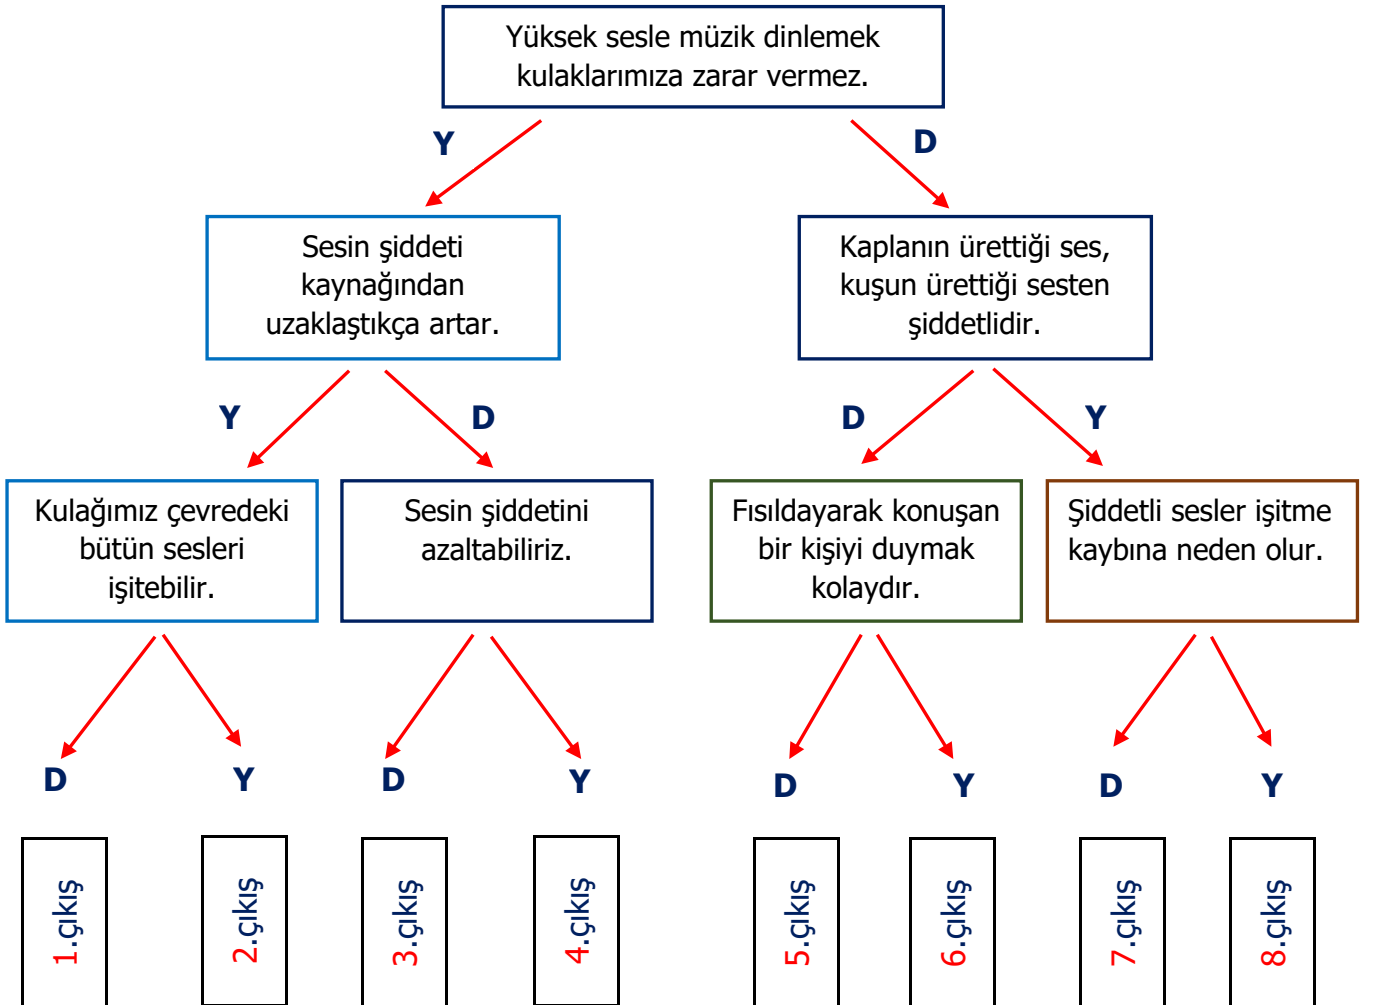 Yüksek sesle müzik dinlemek
kulaklarımıza zarar vermez.
Y
D
Sesin şiddeti
kaynağından
uzaklaştıkça artar.
Kaplanın ürettiği ses,
kuşun ürettiği sesten
şiddetlidir.
Y
D
D
Y
Kulağımız çevredeki
bütün sesleri
işitebilir.
Sesin şiddetini
azaltabiliriz.
Fısıldayarak konuşan
bir kişiyi duymak
kolaydır.
Şiddetli sesler işitme
kaybına neden olur.
D
Y
D
Y
D
Y
D
Y
1.çıkış
2.çıkış
3.çıkış
4.çıkış
5.çıkış
6.çıkış
7.çıkış
8.çıkış